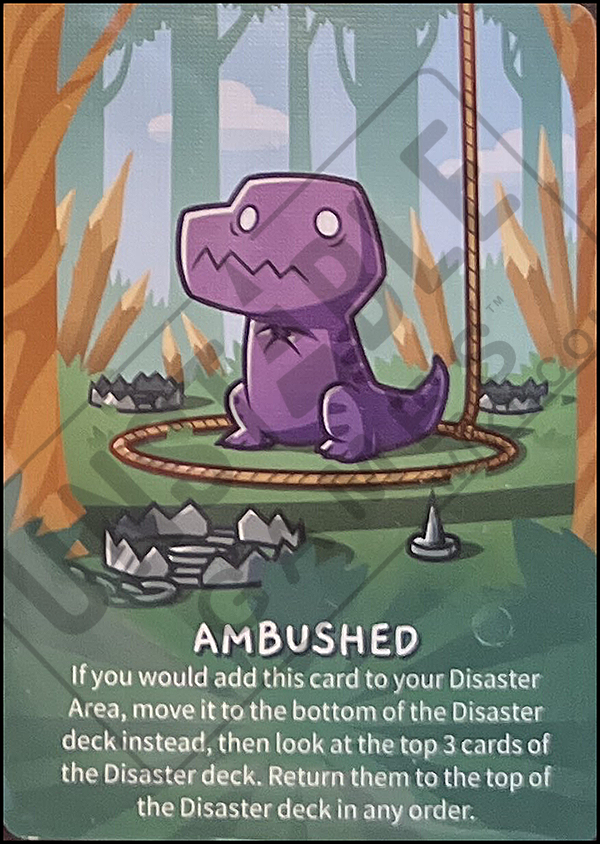 AMBUSHED
If you would add this card to your Disaster
Area, move it to the bottom of the Disaster
deck instead, then look at the top 3 cards of
the Disaster deck. Return them to the top of
the Disaster deck in any order.
UNSTABLE
GAMES™